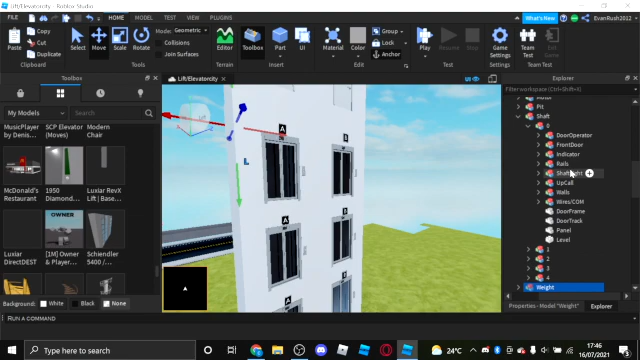 Lift/Elevatorcity - Roblox Studio
FILE
HOME MODEL TEST VIEW PLUGINS
What's New
EvanRush2012
Paste
Copy
Cut
Duplicate
Clipboard
Select Move Scale Rotate
Mode: Geometric
Collisions
Join Surfaces
Tools
Editor
Terrain
Toolbox Part UI
Insert
Material Color
Group
Lock
Anchor
Edit
Play Resume Stop
Test
Game
Settings
Settings
Team
Test
Exit
Game
Team Test
Toolbox
My Models
Search
MusicPlayer
by Denis...
SCP Elevator
(Moves)
Modern
Chair
McDonald's
Restaurant
1950
Diamond...
Luxiar RevX
Lift | Base...
OWNER
Luxiar
DirectDEST
[1M] Owner
& Player...
Schiendler
5400 /...
Background:
White
Black
None
Lift/Elevatorcity
UI
A
L
A
A
Explorer
Filter workspace (Ctrl+Shift+X)
Motor
Pit
Shaft
0
DoorOperator
FrontDoor
Indicator
Rails
UpCall
Walls
Wires/COM
DoorFrame
DoorTrack
Panel
Level
1
2
3
4
Weight
Properties - Model "Weight"
Explorer
RUN A COMMAND
Type here to search
24°C
17:46
16/07/2021